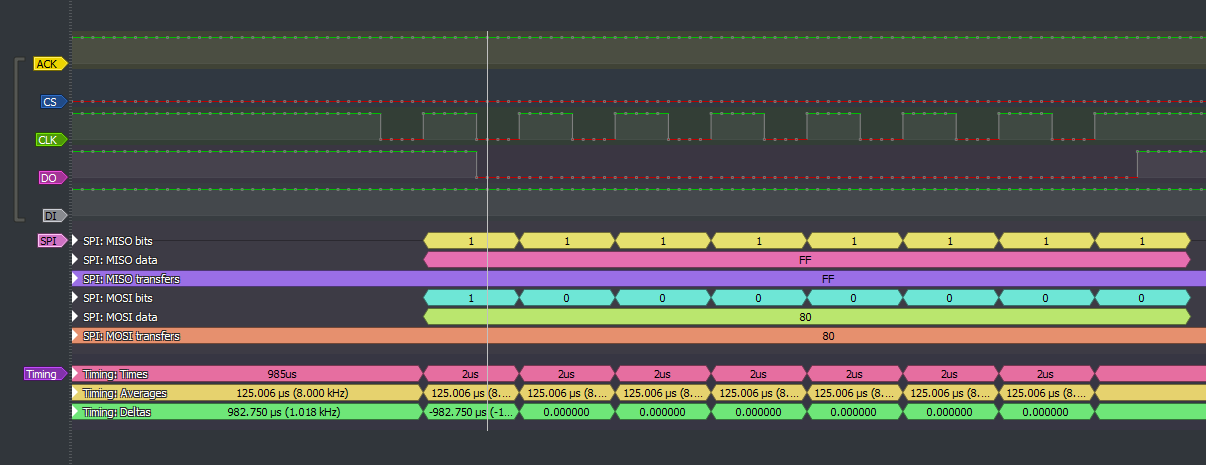 ACK
CS
CLK
DO
DI
SPI SPI: MISO bits 1 1 1 1 1 1 1 1
SPI: MISO data FF
SPI: MISO transfers FF
SPI: MOSI bits 1 0 0 0 0 0 0 0
SPI: MOSI data 80
SPI: MOSI transfers 80
Timing Timing: Times 985us 2us 2us 2us 2us 2us 2us 2us
Timing: Averages 125.006 µs (8.000 kHz) 125.006 µs (8.... 125.006 µs (8.... 125.006 µs (8.... 125.006 µs (8.... 125.006 µs (8.... 125.006 µs (8.... 125.006 µs (8....
Timing: Deltas 982.750 µs (1.018 kHz) -982.750 µs (-1... 0.000000 0.000000 0.000000 0.000000 0.000000 0.000000